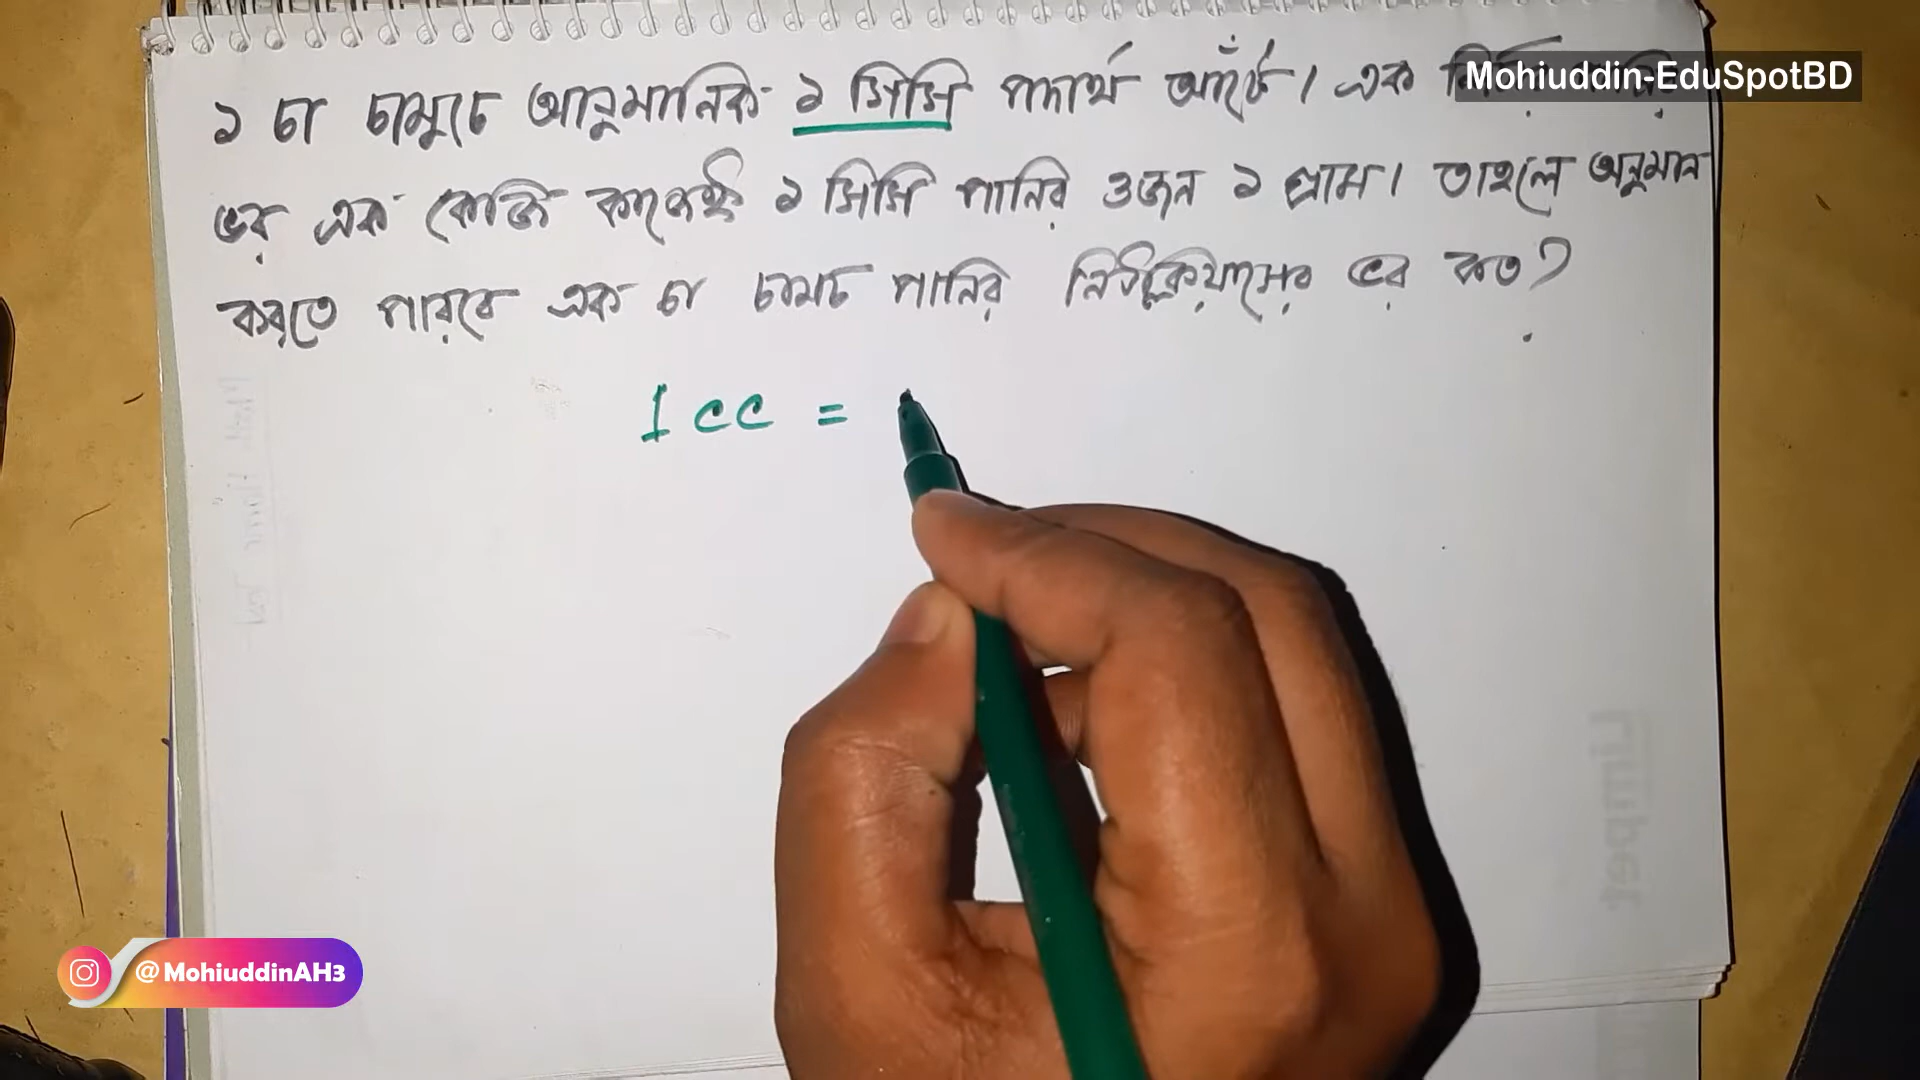 ১ চা চামুচে আনুমানিক ১ সিসি পদার্থ আঁটে। এক
Mohiuddin-EduSpotBD
ভর এক কেজি কাজেই ১ সিসি পানির ওজন ১ গ্রাম। তাহলে অনুমান
করতে পারবে এক চা চামচ পানির নিউক্লিয়াসের ভর কত?
1 cc =
@MohiuddinAH3